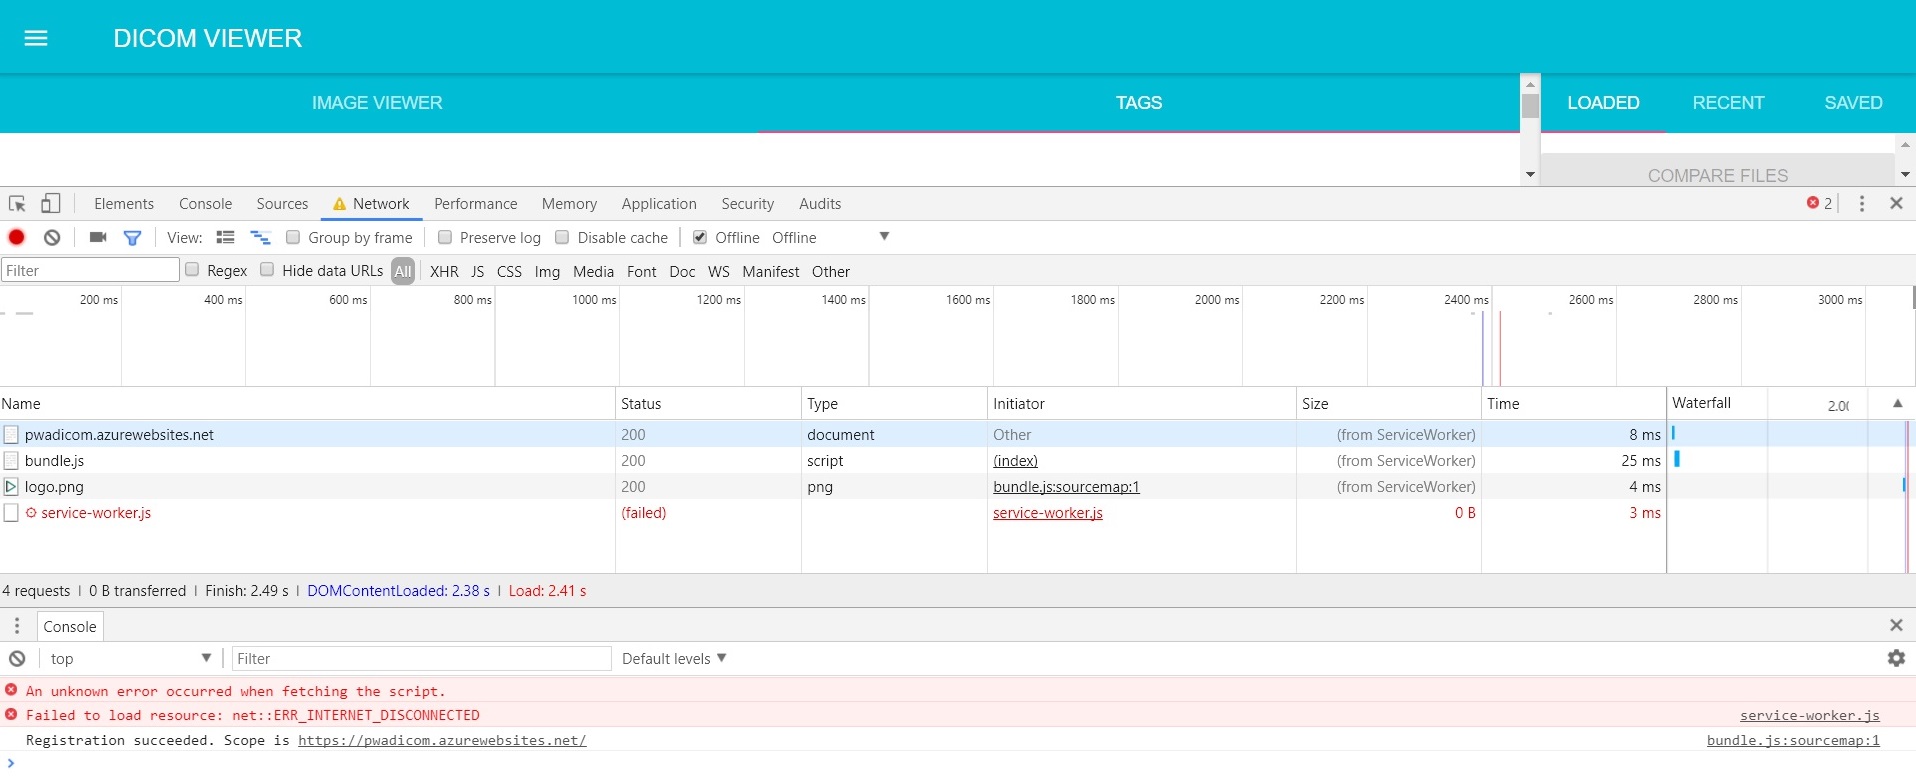 DICOM VIEWER
IMAGE VIEWER TAGS LOADED RECENT SAVED
COMPARE FILES
Elements Console Sources Network Performance Memory Application Security Audits 2
View: Group by frame Preserve log Disable cache Offline Offline
Filter Regex Hide data URLs All XHR JS CSS Img Media Font Doc WS Manifest Other
200 ms 400 ms 600 ms 800 ms 1000 ms 1200 ms 1400 ms 1600 ms 1800 ms 2000 ms 2200 ms 2400 ms 2600 ms 2800 ms 3000 ms
Name Status Type Initiator Size Time Waterfall
pwadicom.azurewebsites.net 200 document Other (from ServiceWorker) 8 ms
bundle.js 200 script (index) (from ServiceWorker) 25 ms
logo.png 200 png bundle.js:sourcemap:1 (from ServiceWorker) 4 ms
service-worker.js (failed) service-worker.js 0 B 3 ms
4 requests | 0 B transferred | Finish: 2.49 s | DOMContentLoaded: 2.38 s | Load: 2.41 s
Console
top Filter Default levels
An unknown error occurred when fetching the script.
Failed to load resource: net::ERR_INTERNET_DISCONNECTED service-worker.js
Registration succeeded. Scope is https://pwadicom.azurewebsites.net/ bundle.js:sourcemap:1